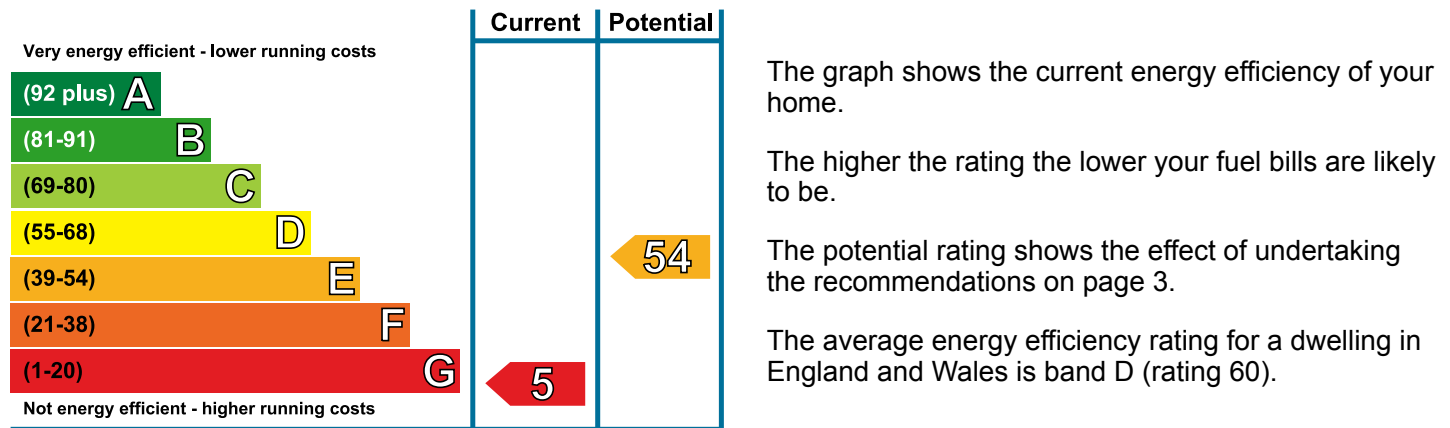 Current Potential
Very energy efficient - lower running costs
(92 plus) A
(81-91) B
(69-80) C
(55-68) D
(39-54) E
(21-38) F
(1-20) G
Not energy efficient - higher running costs
5
54
The graph shows the current energy efficiency of your
home.
The higher the rating the lower your fuel bills are likely
to be.
The potential rating shows the effect of undertaking
the recommendations on page 3.
The average energy efficiency rating for a dwelling in
England and Wales is band D (rating 60).